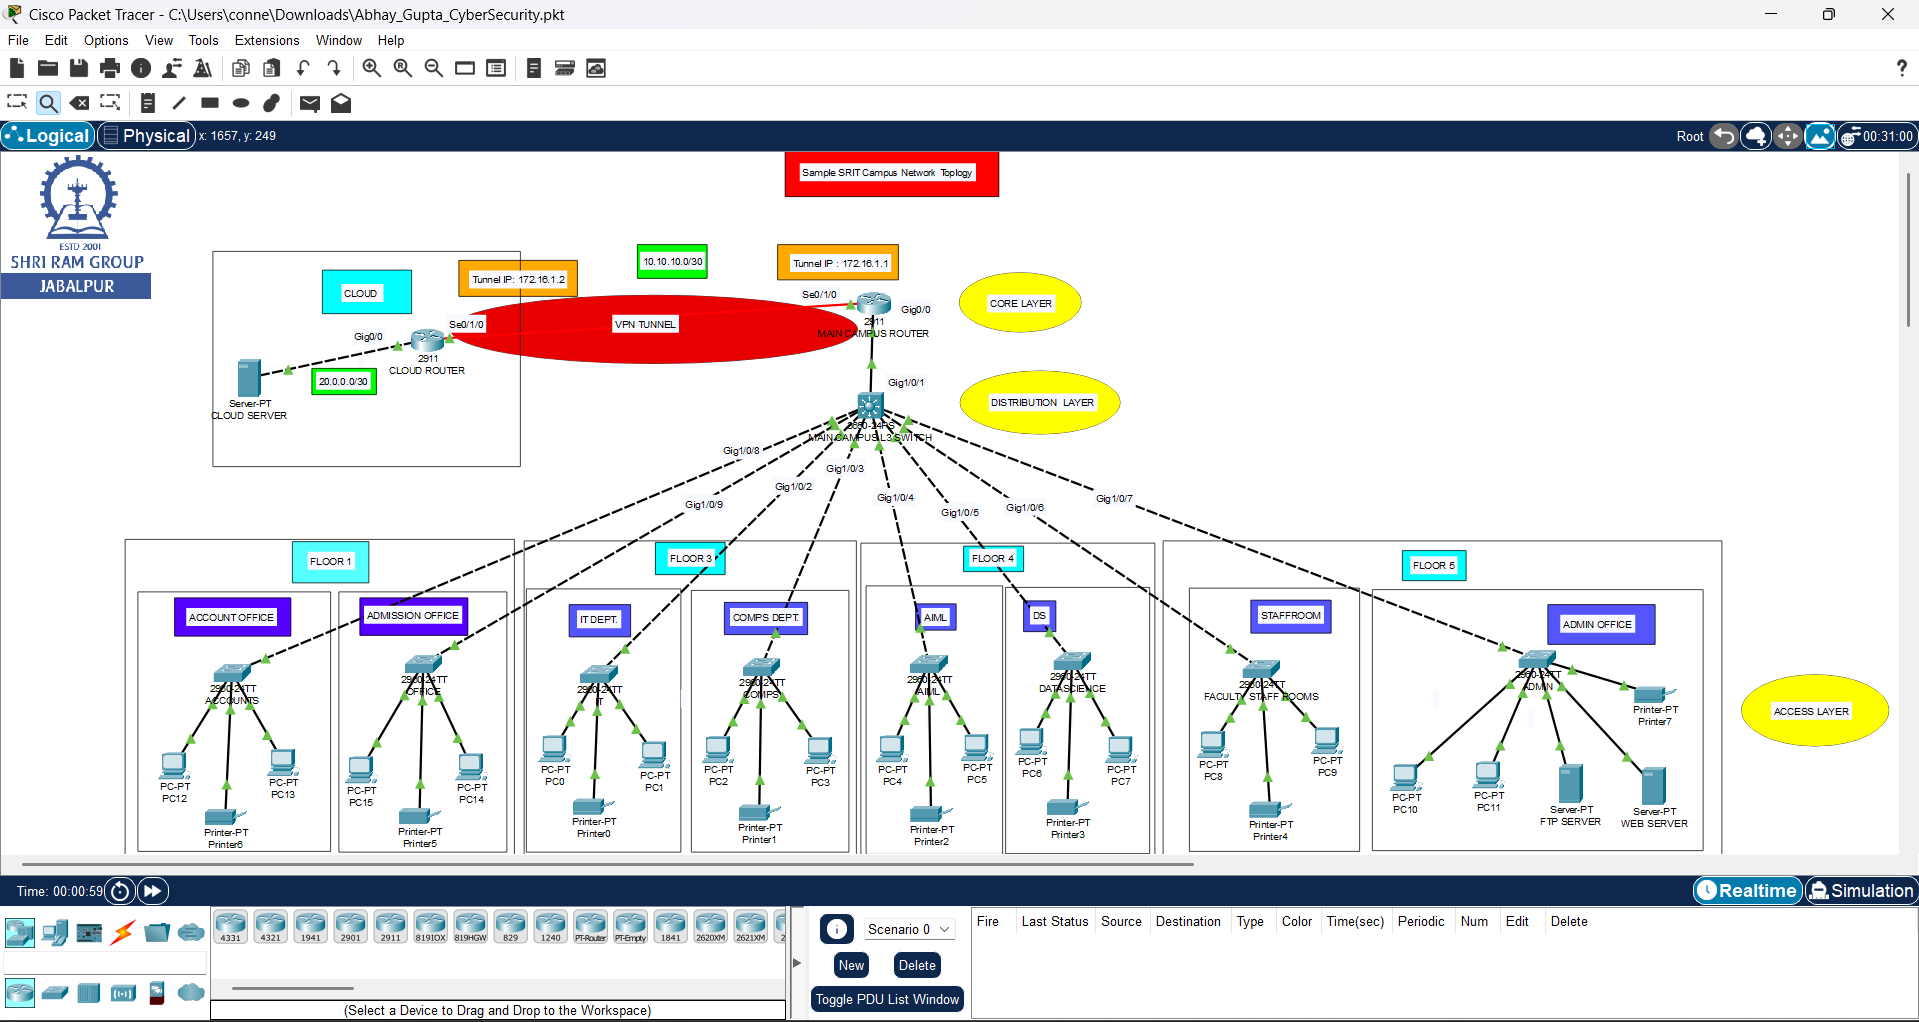 Cisco Packet Tracer - C:\Users\conne\Downloads\Abhay_Gupta_CyberSecurity.pkt
File Edit Options View Tools Extensions Window Help
?
Logical Physical x: 1657, y: 249
Root 00:31:00
ESTD 2001
SHRI RAM GROUP
JABALPUR
Sample SRIT Campus Network Toplogy
10.10.10.0/30
Tunnel IP : 172.16.1.1
Tunnel IP: 172.16.1.2
CLOUD
Se0/1/0
Gig0/0
2911
MAIN CAMPUS ROUTER
CORE LAYER
VPN TUNNEL
Se0/1/0
Gig0/0
2911
CLOUD ROUTER
20.0.0.0/30
Server-PT
CLOUD SERVER
Gig1/0/1
DISTRIBUTION LAYER
3650-24PS
MAIN CAMPUS L3 SWITCH
Gig1/0/8
Gig1/0/3
Gig1/0/2
Gig1/0/9
Gig1/0/4
Gig1/0/5
Gig1/0/6
Gig1/0/7
FLOOR 1
FLOOR 3
FLOOR 4
FLOOR 5
ACCOUNT OFFICE
ADMISSION OFFICE
IT DEPT.
COMPS DEPT.
AIML
DS
STAFFROOM
ADMIN OFFICE
2960-24TT
ACCOUNTS
2960-24TT
OFFICE
2960-24TT
IT
2960-24TT
COMPS
2960-24TT
AIML
2960-24TT
DATASCIENCE
2960-24TT
FACULTY STAFF ROOMS
2960-24TT
ADMIN
Printer-PT
Printer7
ACCESS LAYER
PC-PT
PC12
PC-PT
PC13
PC-PT
PC15
PC-PT
PC14
PC-PT
PC0
PC-PT
PC1
PC-PT
PC2
PC-PT
PC3
PC-PT
PC4
PC-PT
PC5
PC-PT
PC6
PC-PT
PC7
PC-PT
PC8
PC-PT
PC9
PC-PT
PC10
PC-PT
PC11
Server-PT
FTP SERVER
Server-PT
WEB SERVER
Printer-PT
Printer6
Printer-PT
Printer5
Printer-PT
Printer0
Printer-PT
Printer1
Printer-PT
Printer2
Printer-PT
Printer3
Printer-PT
Printer4
Time: 00:00:59
Realtime Simulation
4331 4321 1941 2901 2911 819IOX 819HGW 829 1240 PT-Router PT-Empty 1841 2620XM 2621XM 2
(Select a Device to Drag and Drop to the Workspace)
Scenario 0
New Delete
Toggle PDU List Window
Fire Last Status Source Destination Type Color Time(sec) Periodic Num Edit Delete